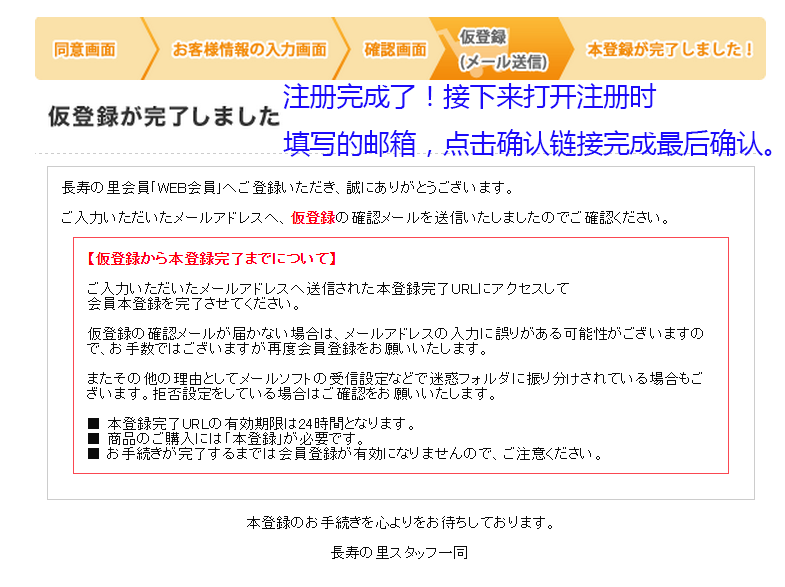 同意画面
お客様情報の入力画面
確認画面
仮登録
(メール送信)
本登録が完了しました！
仮登録が完了しました
注册完成了！接下来打开注册时
填写的邮箱，点击确认链接完成最后确认。
長寿の里会員「WEB会員」へご登録いただき、誠にありがとうございます。
ご入力いただいたメールアドレスへ、仮登録の確認メールを送信いたしましたのでご確認ください。
【仮登録から本登録完了までについて】
ご入力いただいたメールアドレスへ送信された本登録完了URLにアクセスして
会員本登録を完了させてください。
仮登録の確認メールが届かない場合は、メールアドレスの入力に誤りがある可能性がございますの
で、お手数ではございますが再度会員登録をお願いいたします。
またその他の理由としてメールソフトの受信設定などで迷惑フォルダに振り分けされている場合もご
ざいます。拒否設定をしている場合はご確認をお願いいたします。
■ 本登録完了URLの有効期限は24時間となります。
■ 商品のご購入には「本登録」が必要です。
■ お手続きが完了するまでは会員登録が有効になりませんので、ご注意ください。
本登録のお手続きを心よりをお待ちしております。
長寿の里スタッフ一同